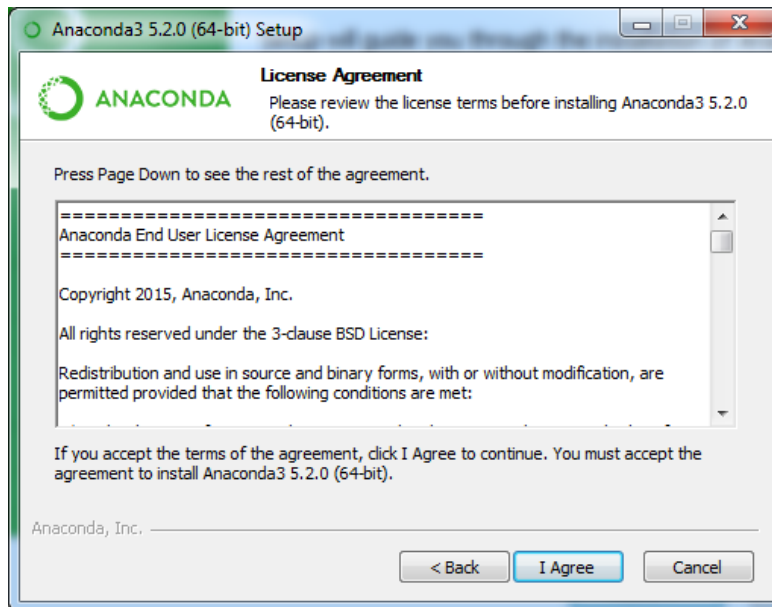 Anaconda3 5.2.0 (64-bit) Setup
License Agreement
ANACONDA
Please review the license terms before installing Anaconda3 5.2.0
(64-bit).
Press Page Down to see the rest of the agreement.
===================================
Anaconda End User License Agreement
===================================
Copyright 2015, Anaconda, Inc.
All rights reserved under the 3-clause BSD License:
Redistribution and use in source and binary forms, with or without modification, are
permitted provided that the following conditions are met:
If you accept the terms of the agreement, click I Agree to continue. You must accept the
agreement to install Anaconda3 5.2.0 (64-bit).
Anaconda, Inc.
< Back
I Agree
Cancel